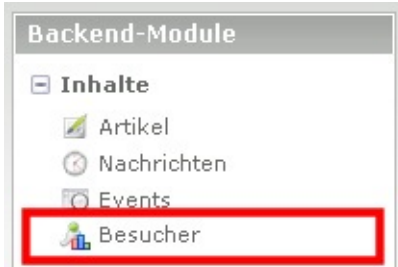 Backend-Module
Inhalte
Artikel
Nachrichten
Events
Besucher